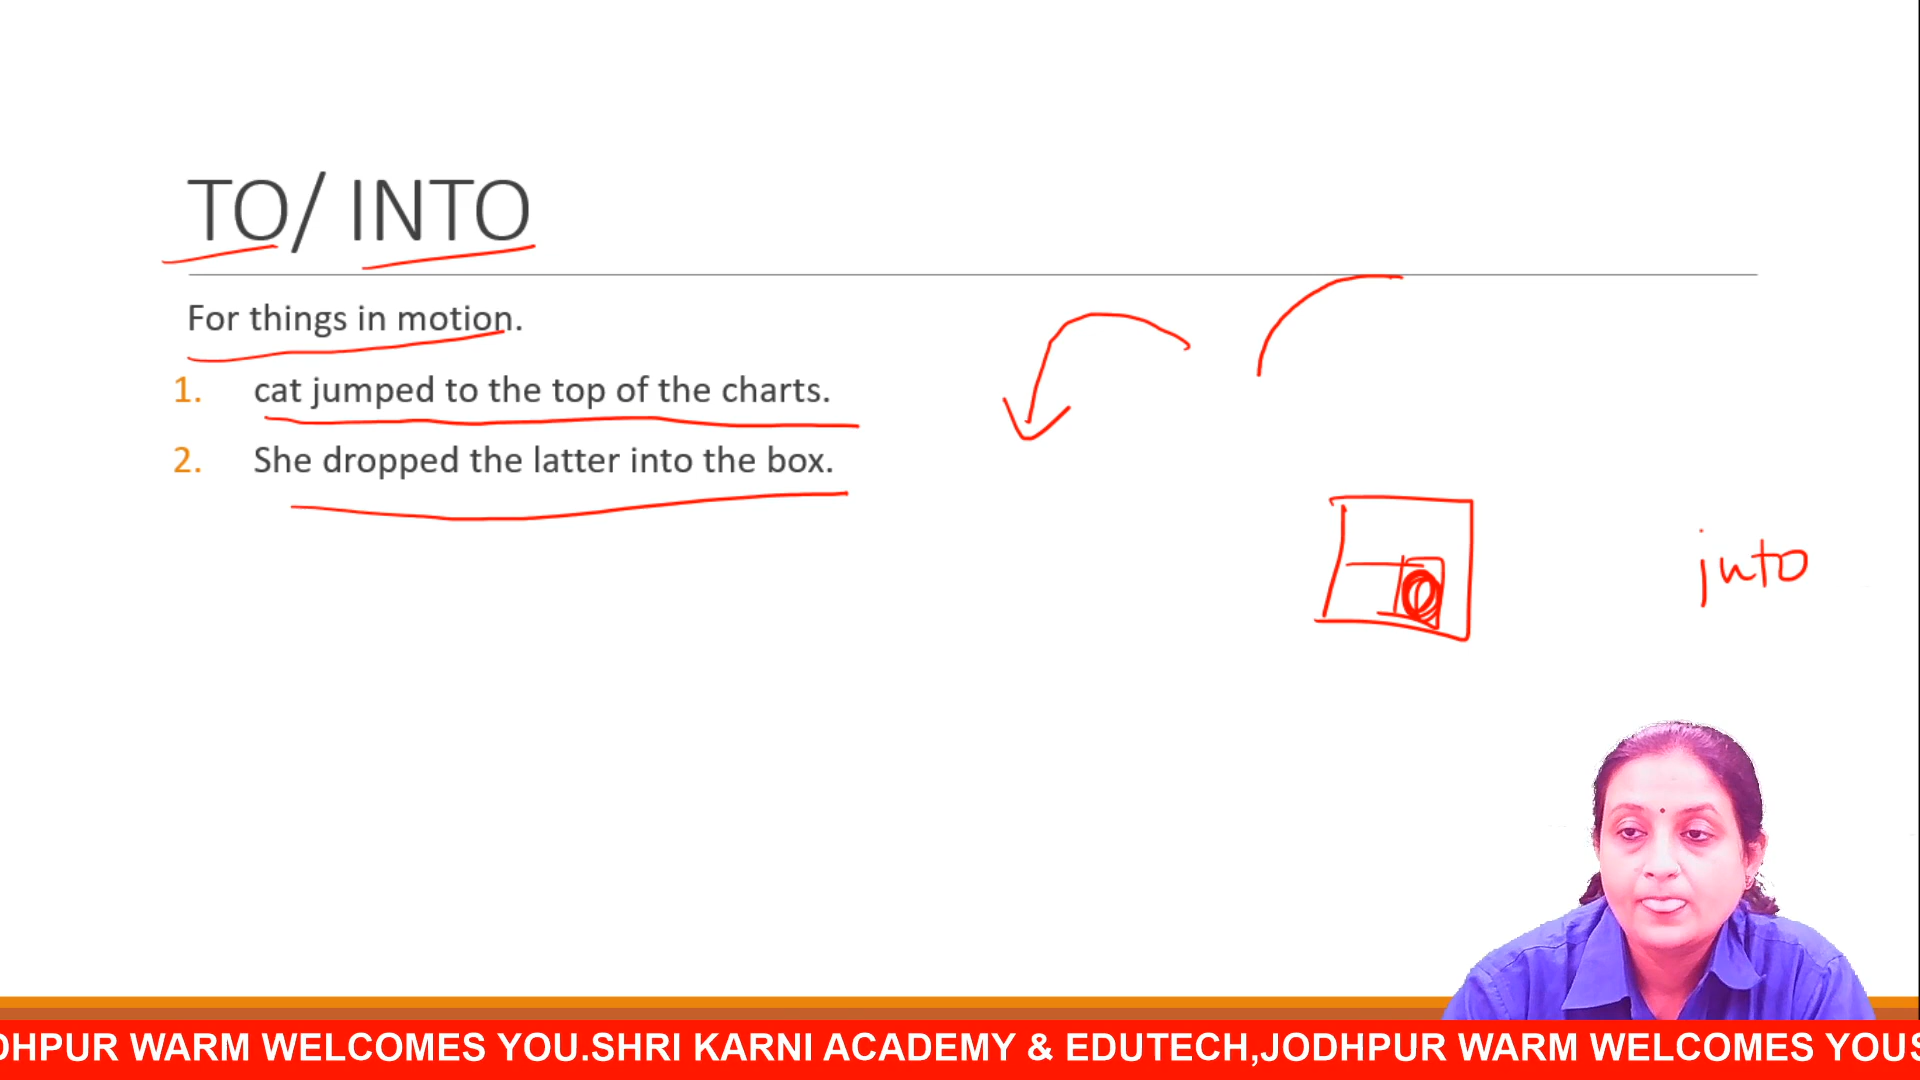 TO/ INTO
For things in motion.
1. cat jumped to the top of the charts.
2. She dropped the latter into the box.
into
DHPUR WARM WELCOMES YOU.SHRI KARNI ACADEMY & EDUTECH,JODHPUR WARM WELCOMES YOUS